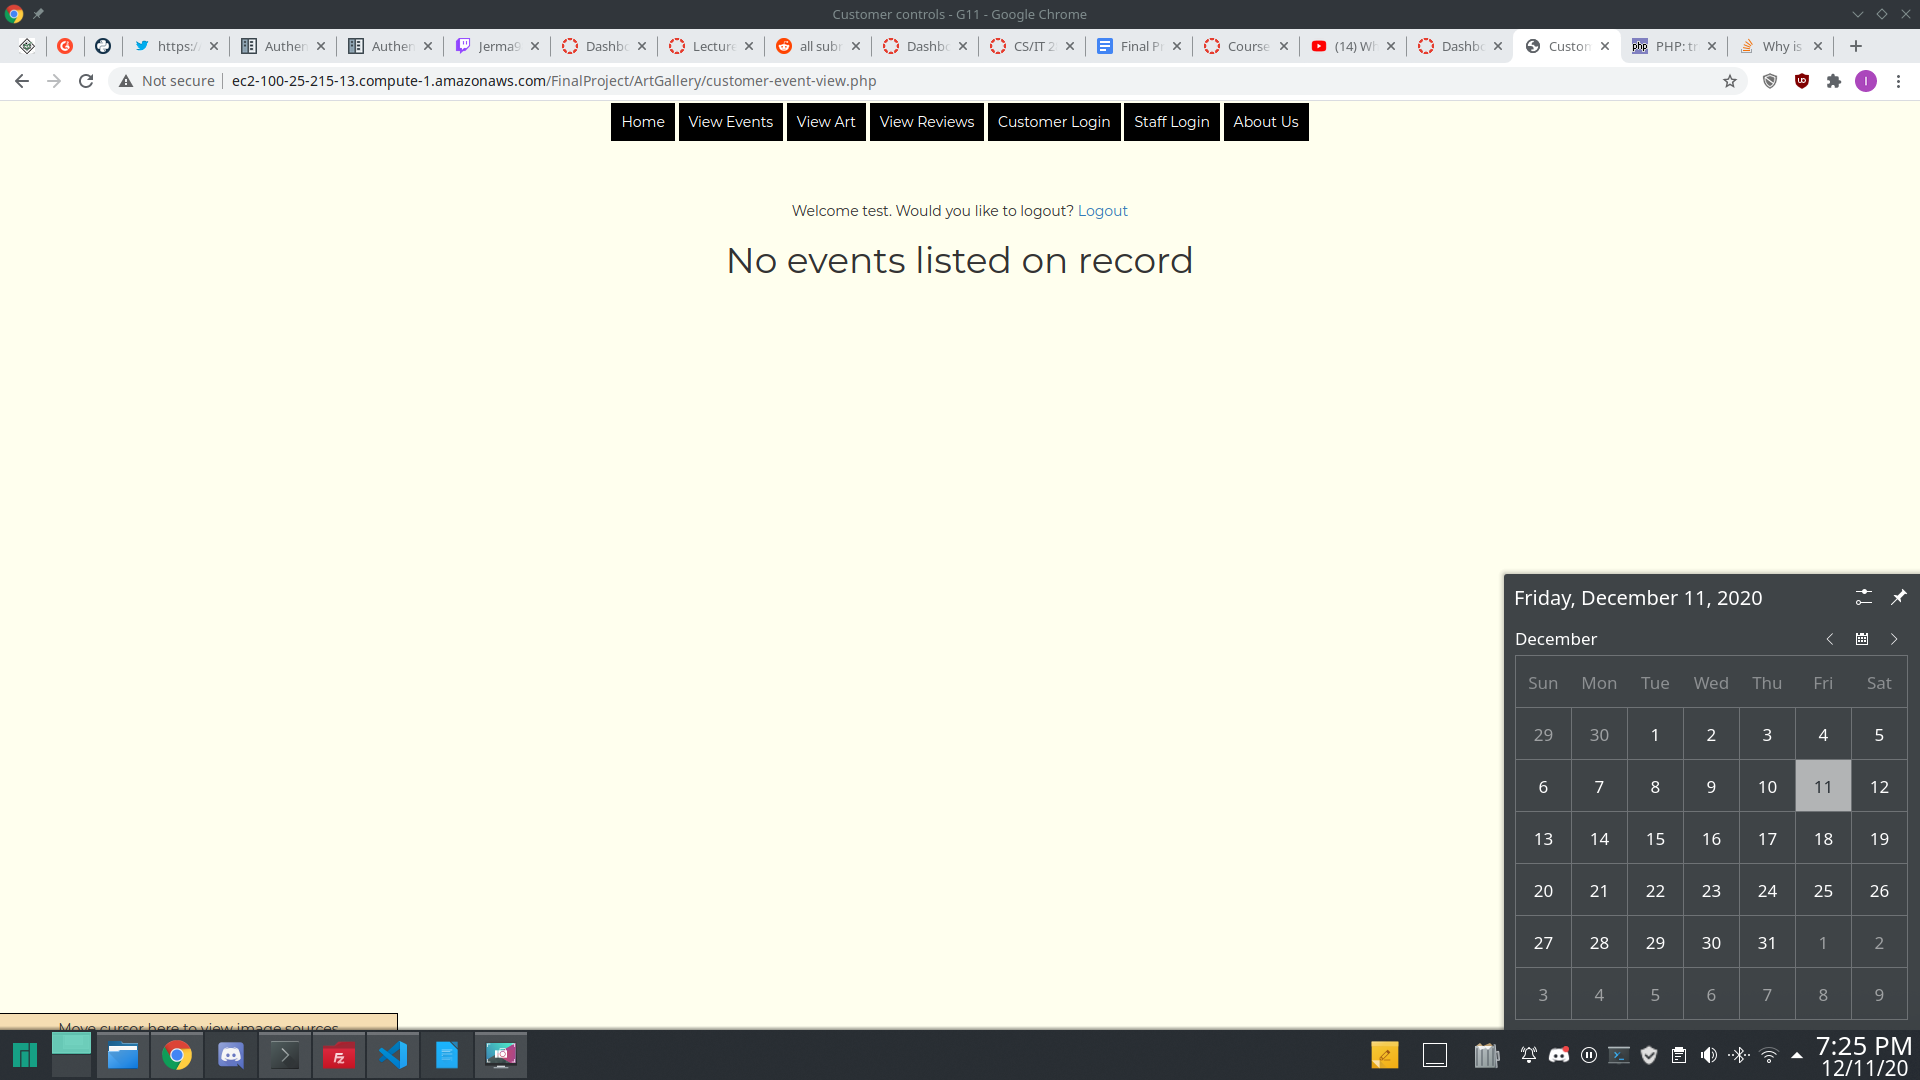 Customer controls - G11 - Google Chrome
https:/
Authen
Authen
Jerma9
Dashbo
Lecture
all subr
Dashbo
CS/IT 2
Final Pr
Course
(14) Wh
Dashbo
Custom
PHP: tr
Why is
Not secure
ec2-100-25-215-13.compute-1.amazonaws.com/FinalProject/ArtGallery/customer-event-view.php
Home View Events View Art View Reviews Customer Login Staff Login About Us
Welcome test. Would you like to logout? Logout
No events listed on record
Friday, December 11, 2020
December
Sun Mon Tue Wed Thu Fri Sat
29 30 1 2 3 4 5
6 7 8 9 10 11 12
13 14 15 16 17 18 19
20 21 22 23 24 25 26
27 28 29 30 31 1 2
3 4 5 6 7 8 9
Move cursor here to view image sources
7:25 PM
12/11/20